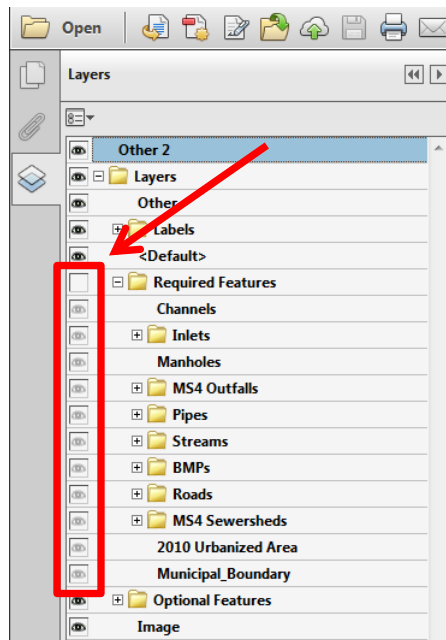 Open
Layers
Other 2
Layers
Other
Labels
<Default>
Required Features
Channels
Inlets
Manholes
MS4 Outfalls
Pipes
Streams
BMPs
Roads
MS4 Sewersheds
2010 Urbanized Area
Municipal_Boundary
Optional Features
Image